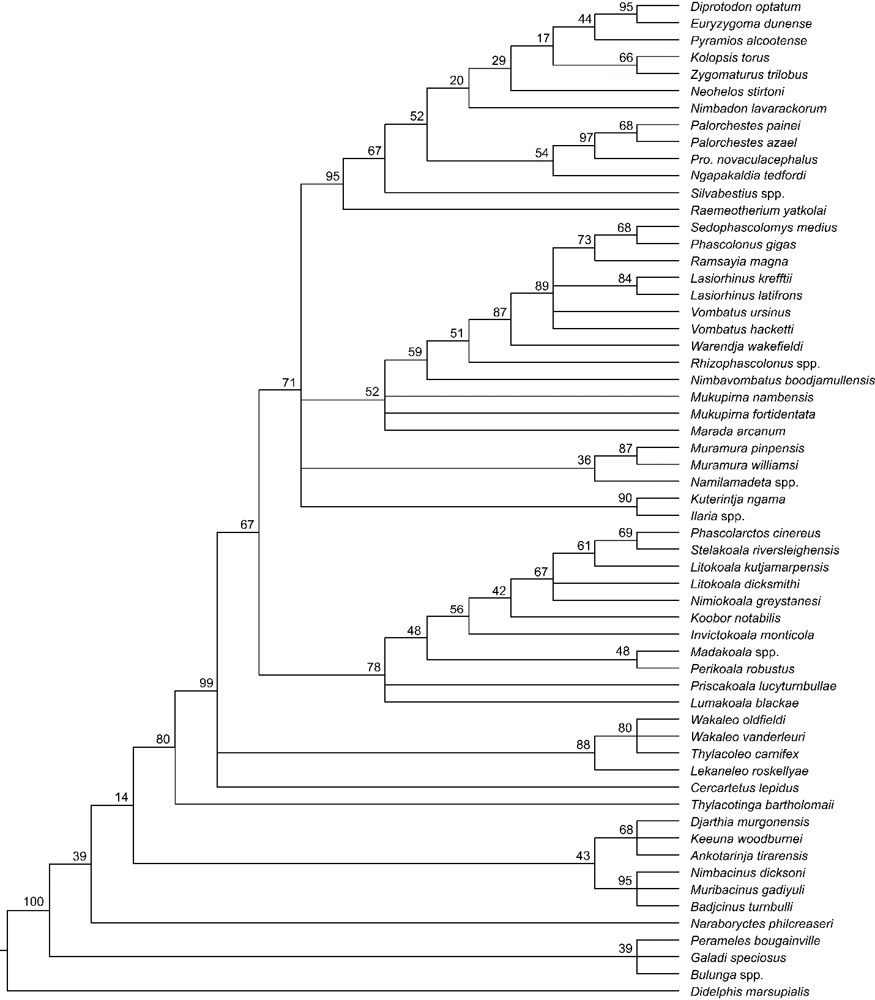 95 Diprotodon optatum
44 Euryzygoma dunense
17 Pyramios alcootense
66 Kolopsis torus
29 Zygomaturus trilobus
20 Neohelos stirtoni
Nimbadon lavarackorum
52 68 Palorchestes painei
97 Palorchestes azael
67 54 Pro. novaculacephalus
95 Ngapakaldia tedfordi
Silvabestius spp.
Raemeotherium yatkolai
68 Sedophascolomys medius
73 Phascolonus gigas
Ramsayia magna
84 Lasiorhinus krefftii
89 Lasiorhinus latifrons
87 Vombatus ursinus
51 Vombatus hacketti
Warendja wakefieldi
59 Rhizophascolonus spp.
71 Nimbavombatus boodjamullensis
52 Mukupirna nambensis
Mukupirna fortidentata
Marada arcanum
87 Muramura pinpensis
36 Muramura williamsi
Namilamadeta spp.
90 Kuterintja ngama
67 Ilaria spp.
69 Phascolarctos cinereus
61 Stelakoala riversleighensis
67 Litokoala kutjamarpensis
42 Litokoala dicksmithi
56 Nimiokoala greystanesi
48 Koobor notabilis
Invictokoala monticola
48 Madakoala spp.
78 Perikoala robustus
99 Priscakoala lucyturnbullae
Lumakoala blackae
80 Wakaleo oldfieldi
80 88 Wakaleo vanderleuri
Thylacoleo carnifex
Lekaneleo roskellyae
14 Cercartetus lepidus
Thylacotinga bartholomaii
68 Djarthia murgonensis
39 43 Keeuna woodburnei
Ankotarinja tirarensis
95 Nimbacinus dicksoni
100 Muribacinus gadiyuli
Badjcinus turnbulli
Naraboryctes philcreaseri
39 Perameles bougainville
Galadi speciosus
Bulunga spp.
Didelphis marsupialis